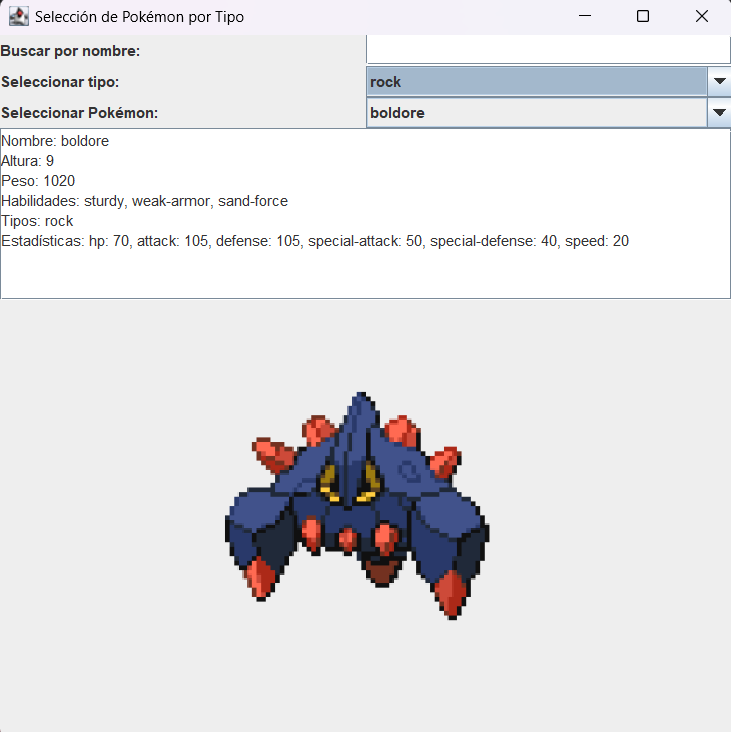 Selección de Pokémon por Tipo
Buscar por nombre:
Seleccionar tipo: rock
Seleccionar Pokémon: boldore
Nombre: boldore
Altura: 9
Peso: 1020
Habilidades: sturdy, weak-armor, sand-force
Tipos: rock
Estadísticas: hp: 70, attack: 105, defense: 105, special-attack: 50, special-defense: 40, speed: 20